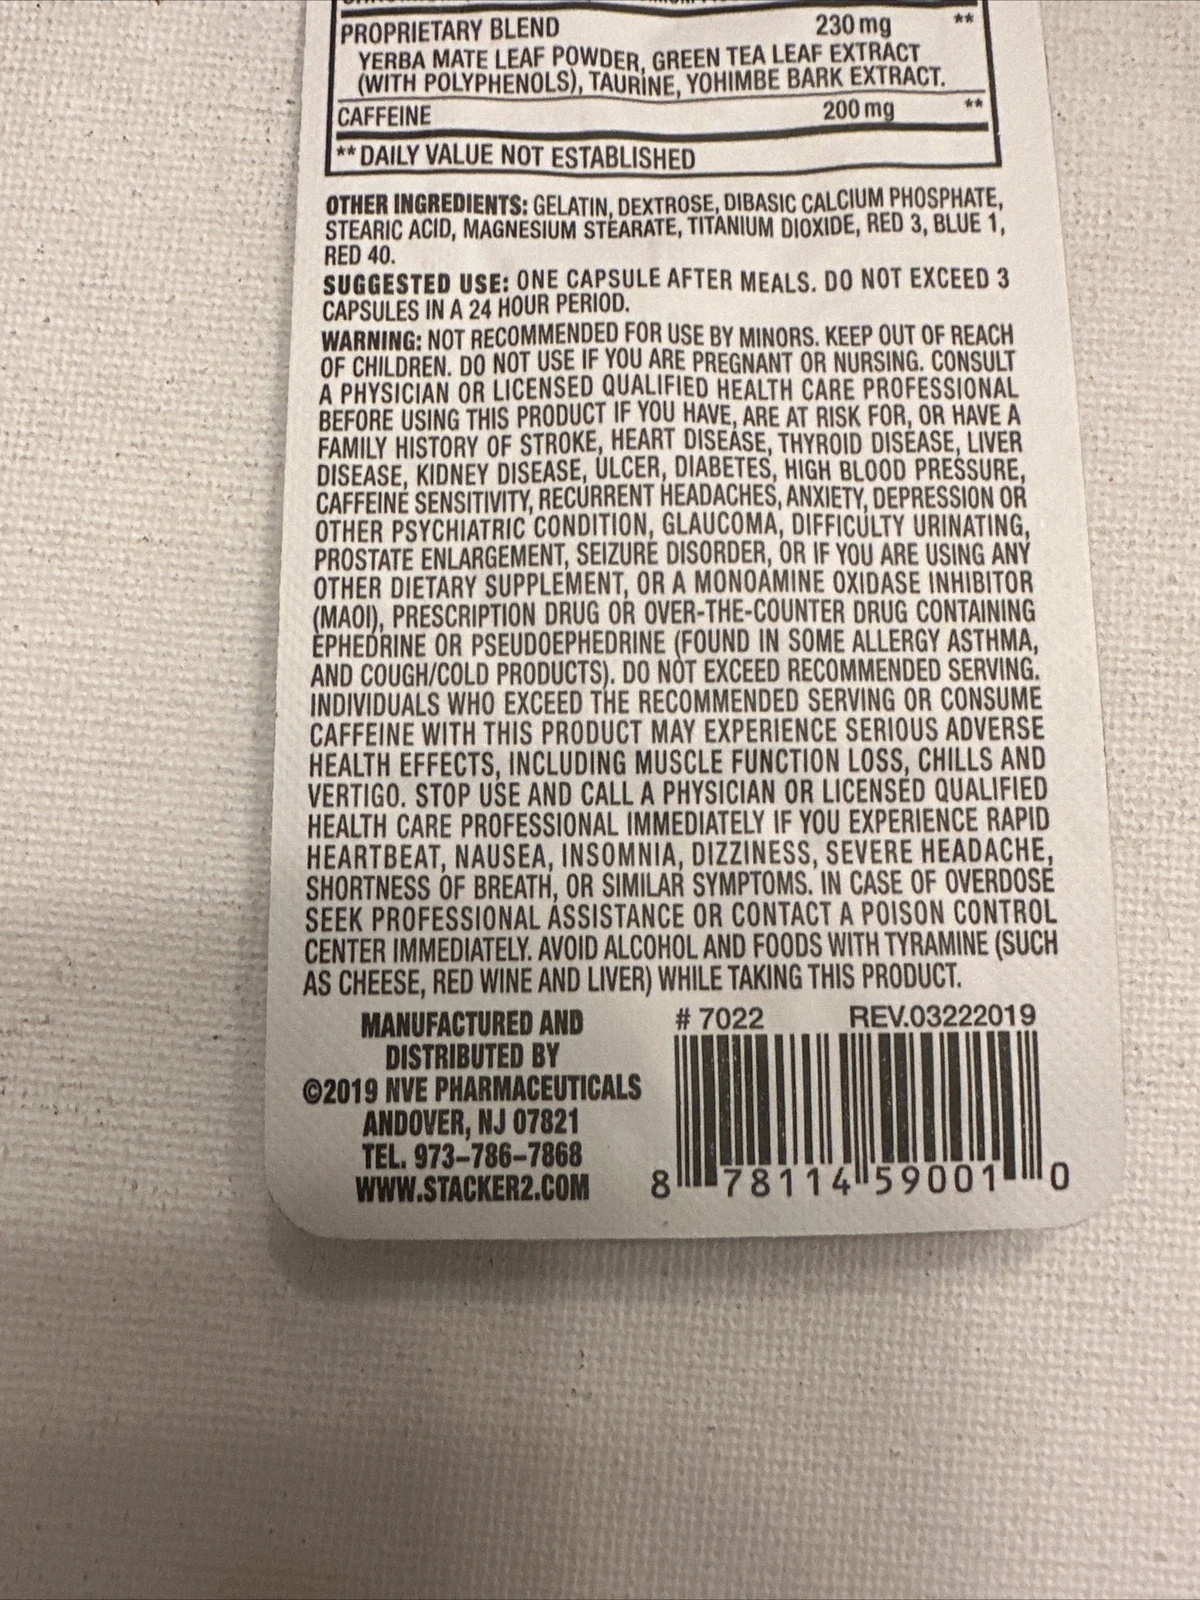 PROPRIETARY BLEND 230 mg **
YERBA MATE LEAF POWDER, GREEN TEA LEAF EXTRACT
(WITH POLYPHENOLS), TAURINE, YOHIMBE BARK EXTRACT.
CAFFEINE 200 mg **
** DAILY VALUE NOT ESTABLISHED
OTHER INGREDIENTS: GELATIN, DEXTROSE, DIBASIC CALCIUM PHOSPHATE,
STEARIC ACID, MAGNESIUM STEARATE, TITANIUM DIOXIDE, RED 3, BLUE 1,
RED 40.
SUGGESTED USE: ONE CAPSULE AFTER MEALS. DO NOT EXCEED 3
CAPSULES IN A 24 HOUR PERIOD.
WARNING: NOT RECOMMENDED FOR USE BY MINORS. KEEP OUT OF REACH
OF CHILDREN. DO NOT USE IF YOU ARE PREGNANT OR NURSING. CONSULT
A PHYSICIAN OR LICENSED QUALIFIED HEALTH CARE PROFESSIONAL
BEFORE USING THIS PRODUCT IF YOU HAVE, ARE AT RISK FOR, OR HAVE A
FAMILY HISTORY OF STROKE, HEART DISEASE, THYROID DISEASE, LIVER
DISEASE, KIDNEY DISEASE, ULCER, DIABETES, HIGH BLOOD PRESSURE,
CAFFEINE SENSITIVITY, RECURRENT HEADACHES, ANXIETY, DEPRESSION OR
OTHER PSYCHIATRIC CONDITION, GLAUCOMA, DIFFICULTY URINATING,
PROSTATE ENLARGEMENT, SEIZURE DISORDER, OR IF YOU ARE USING ANY
OTHER DIETARY SUPPLEMENT, OR A MONOAMINE OXIDASE INHIBITOR
(MAOI), PRESCRIPTION DRUG OR OVER-THE-COUNTER DRUG CONTAINING
EPHEDRINE OR PSEUDOEPHEDRINE (FOUND IN SOME ALLERGY ASTHMA,
AND COUGH/COLD PRODUCTS). DO NOT EXCEED RECOMMENDED SERVING.
INDIVIDUALS WHO EXCEED THE RECOMMENDED SERVING OR CONSUME
CAFFEINE WITH THIS PRODUCT MAY EXPERIENCE SERIOUS ADVERSE
HEALTH EFFECTS, INCLUDING MUSCLE FUNCTION LOSS, CHILLS AND
VERTIGO. STOP USE AND CALL A PHYSICIAN OR LICENSED QUALIFIED
HEALTH CARE PROFESSIONAL IMMEDIATELY IF YOU EXPERIENCE RAPID
HEARTBEAT, NAUSEA, INSOMNIA, DIZZINESS, SEVERE HEADACHE,
SHORTNESS OF BREATH, OR SIMILAR SYMPTOMS. IN CASE OF OVERDOSE
SEEK PROFESSIONAL ASSISTANCE OR CONTACT A POISON CONTROL
CENTER IMMEDIATELY. AVOID ALCOHOL AND FOODS WITH TYRAMINE (SUCH
AS CHEESE, RED WINE AND LIVER) WHILE TAKING THIS PRODUCT.
MANUFACTURED AND
DISTRIBUTED BY
©2019 NVE PHARMACEUTICALS
ANDOVER, NJ 07821
TEL. 973-786-7868
WWW.STACKER2.COM
# 7022 REV.03222019
8 78114 59001 0